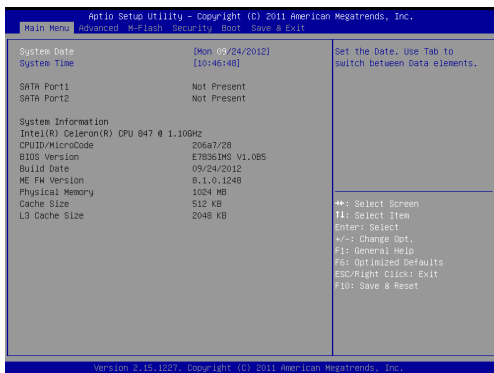 Aptio Setup Utility – Copyright (C) 2011 American Megatrends, Inc.
Main Menu Advanced M-Flash Security Boot Save & Exit
System Date [Mon 09/24/2012]
System Time [10:46:48]
SATA Port1 Not Present
SATA Port2 Not Present
System Information
Intel(R) Celeron(R) CPU 847 @ 1.10GHz
CPUID/MicroCode 206a7/28
BIOS Version E7836IMS V1.0B5
Build Date 09/24/2012
ME FW Version 8.1.0.1248
Physical Memory 1024 MB
Cache Size 512 KB
L3 Cache Size 2048 KB
Set the Date. Use Tab to
switch between Data elements.
→←: Select Screen
↑↓: Select Item
Enter: Select
+/-: Change Opt.
F1: General Help
F6: Optimized Defaults
ESC/Right Click: Exit
F10: Save & Reset
Version 2.15.1227. Copyright (C) 2011 American Megatrends, Inc.